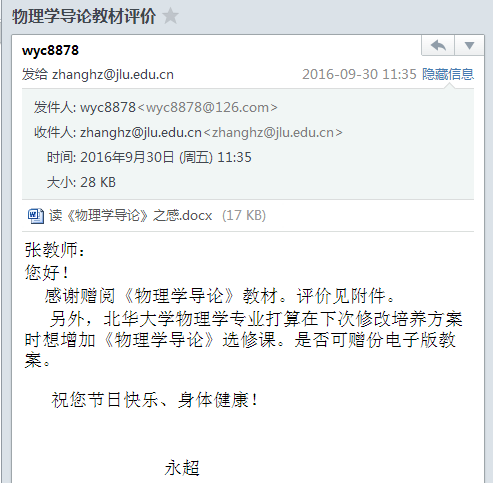 物理学导论教材评价
wyc8878
发给 zhanghz@jlu.edu.cn 2016-09-30 11:35 隐藏信息
发件人: wyc8878<wyc8878@126.com>
收件人: zhanghz@jlu.edu.cn<zhanghz@jlu.edu.cn>
时间: 2016年9月30日 (周五) 11:35
大小: 28 KB
读《物理学导论》之感.docx (17 KB)
张教师：
您好！
感谢赠阅《物理学导论》教材。评价见附件。
另外，北华大学物理学专业打算在下次修改培养方案
时想增加《物理学导论》选修课。是否可赠份电子版教
案。
祝您节日快乐、身体健康！
永超